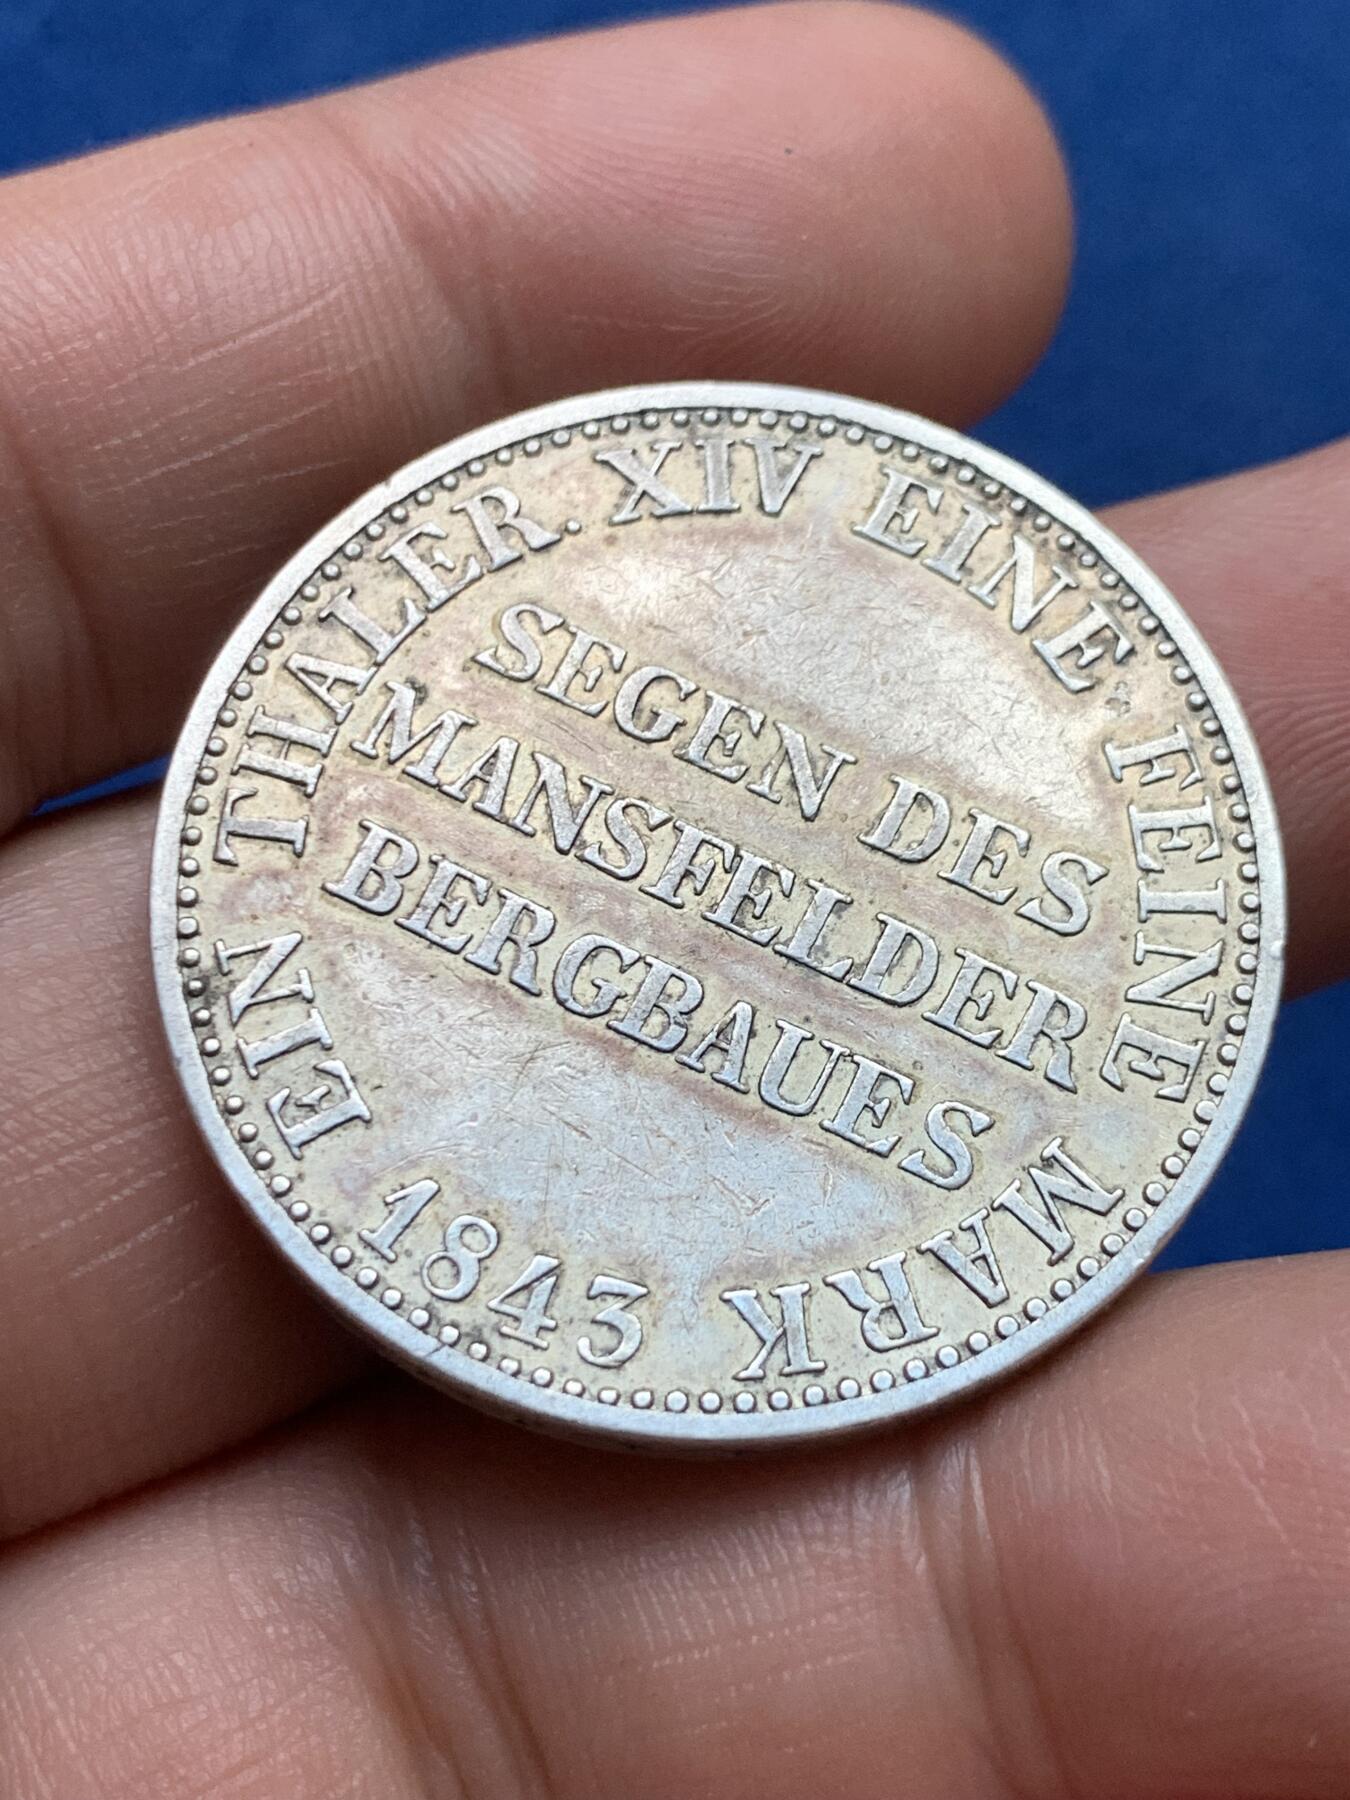 EIN THALER. XIV EINE FEINE MARK
SEGEN DES
MANSFELDER
BERGBAUES
1843